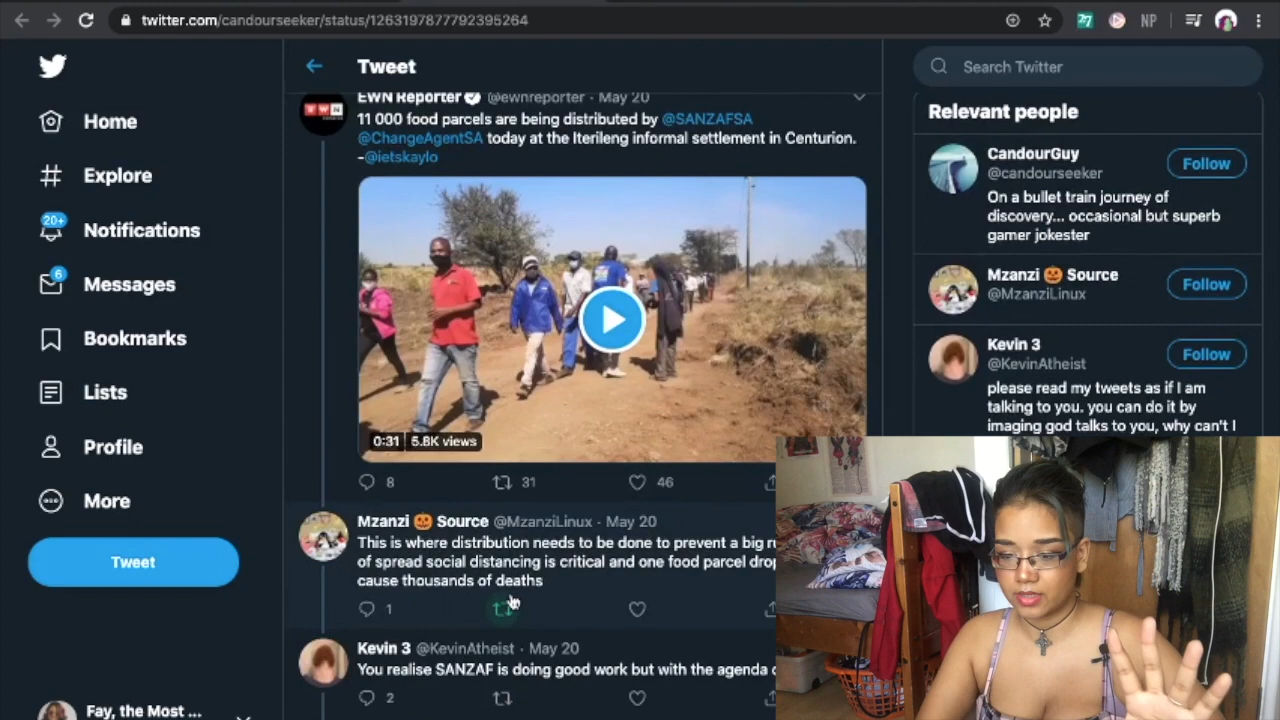 twitter.com/candourseeker/status/1263197877792395264
NP
Home
Explore
20+
Notifications
6
Messages
Bookmarks
Lists
Profile
More
Tweet
Fay, the Most ...
Tweet
EWN Reporter @ewnreporter · May 20
11 000 food parcels are being distributed by @SANZAFSA
@ChangeAgentSA today at the Iterileng informal settlement in Centurion.
-@ietskaylo
0:31 5.8K views
8 31 46
Mzanzi 🎃 Source @MzanziLinux · May 20
This is where distribution needs to be done to prevent a big
of spread social distancing is critical and one food parcel
cause thousands of deaths
1
Kevin 3 @KevinAtheist · May 20
You realise SANZAF is doing good work but with the agenda
2
Search Twitter
Relevant people
CandourGuy
@candourseeker
Follow
On a bullet train journey of
discovery... occasional but superb
gamer jokester
Mzanzi 🎃 Source
@MzanziLinux
Follow
Kevin 3
@KevinAtheist
Follow
please read my tweets as if I am
talking to you. you can do it by
imaging god talks to you, why can't I